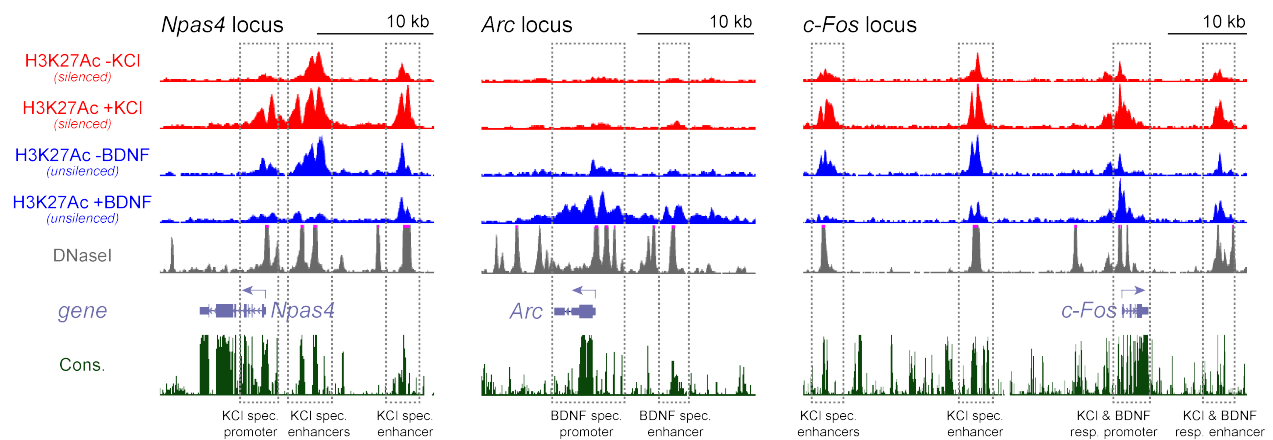 Npas4 locus
10 kb
Arc locus
10 kb
c-Fos locus
10 kb
H3K27Ac -KCl
(silenced)
H3K27Ac +KCl
(silenced)
H3K27Ac -BDNF
(unsilenced)
H3K27Ac +BDNF
(unsilenced)
DNaseI
gene
Npas4
Arc
c-Fos
Cons.
KCl spec.
promoter
KCl spec.
enhancers
KCl spec.
enhancer
BDNF spec.
promoter
BDNF spec.
enhancer
KCl spec.
enhancers
KCl spec.
enhancer
KCl & BDNF
resp. promoter
KCl & BDNF
resp. enhancer